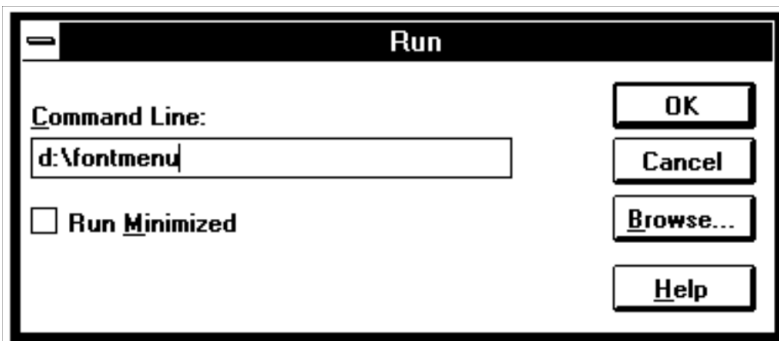 Run
Command Line:
d:\fontmenu
Run Minimized
OK
Cancel
Browse...
Help